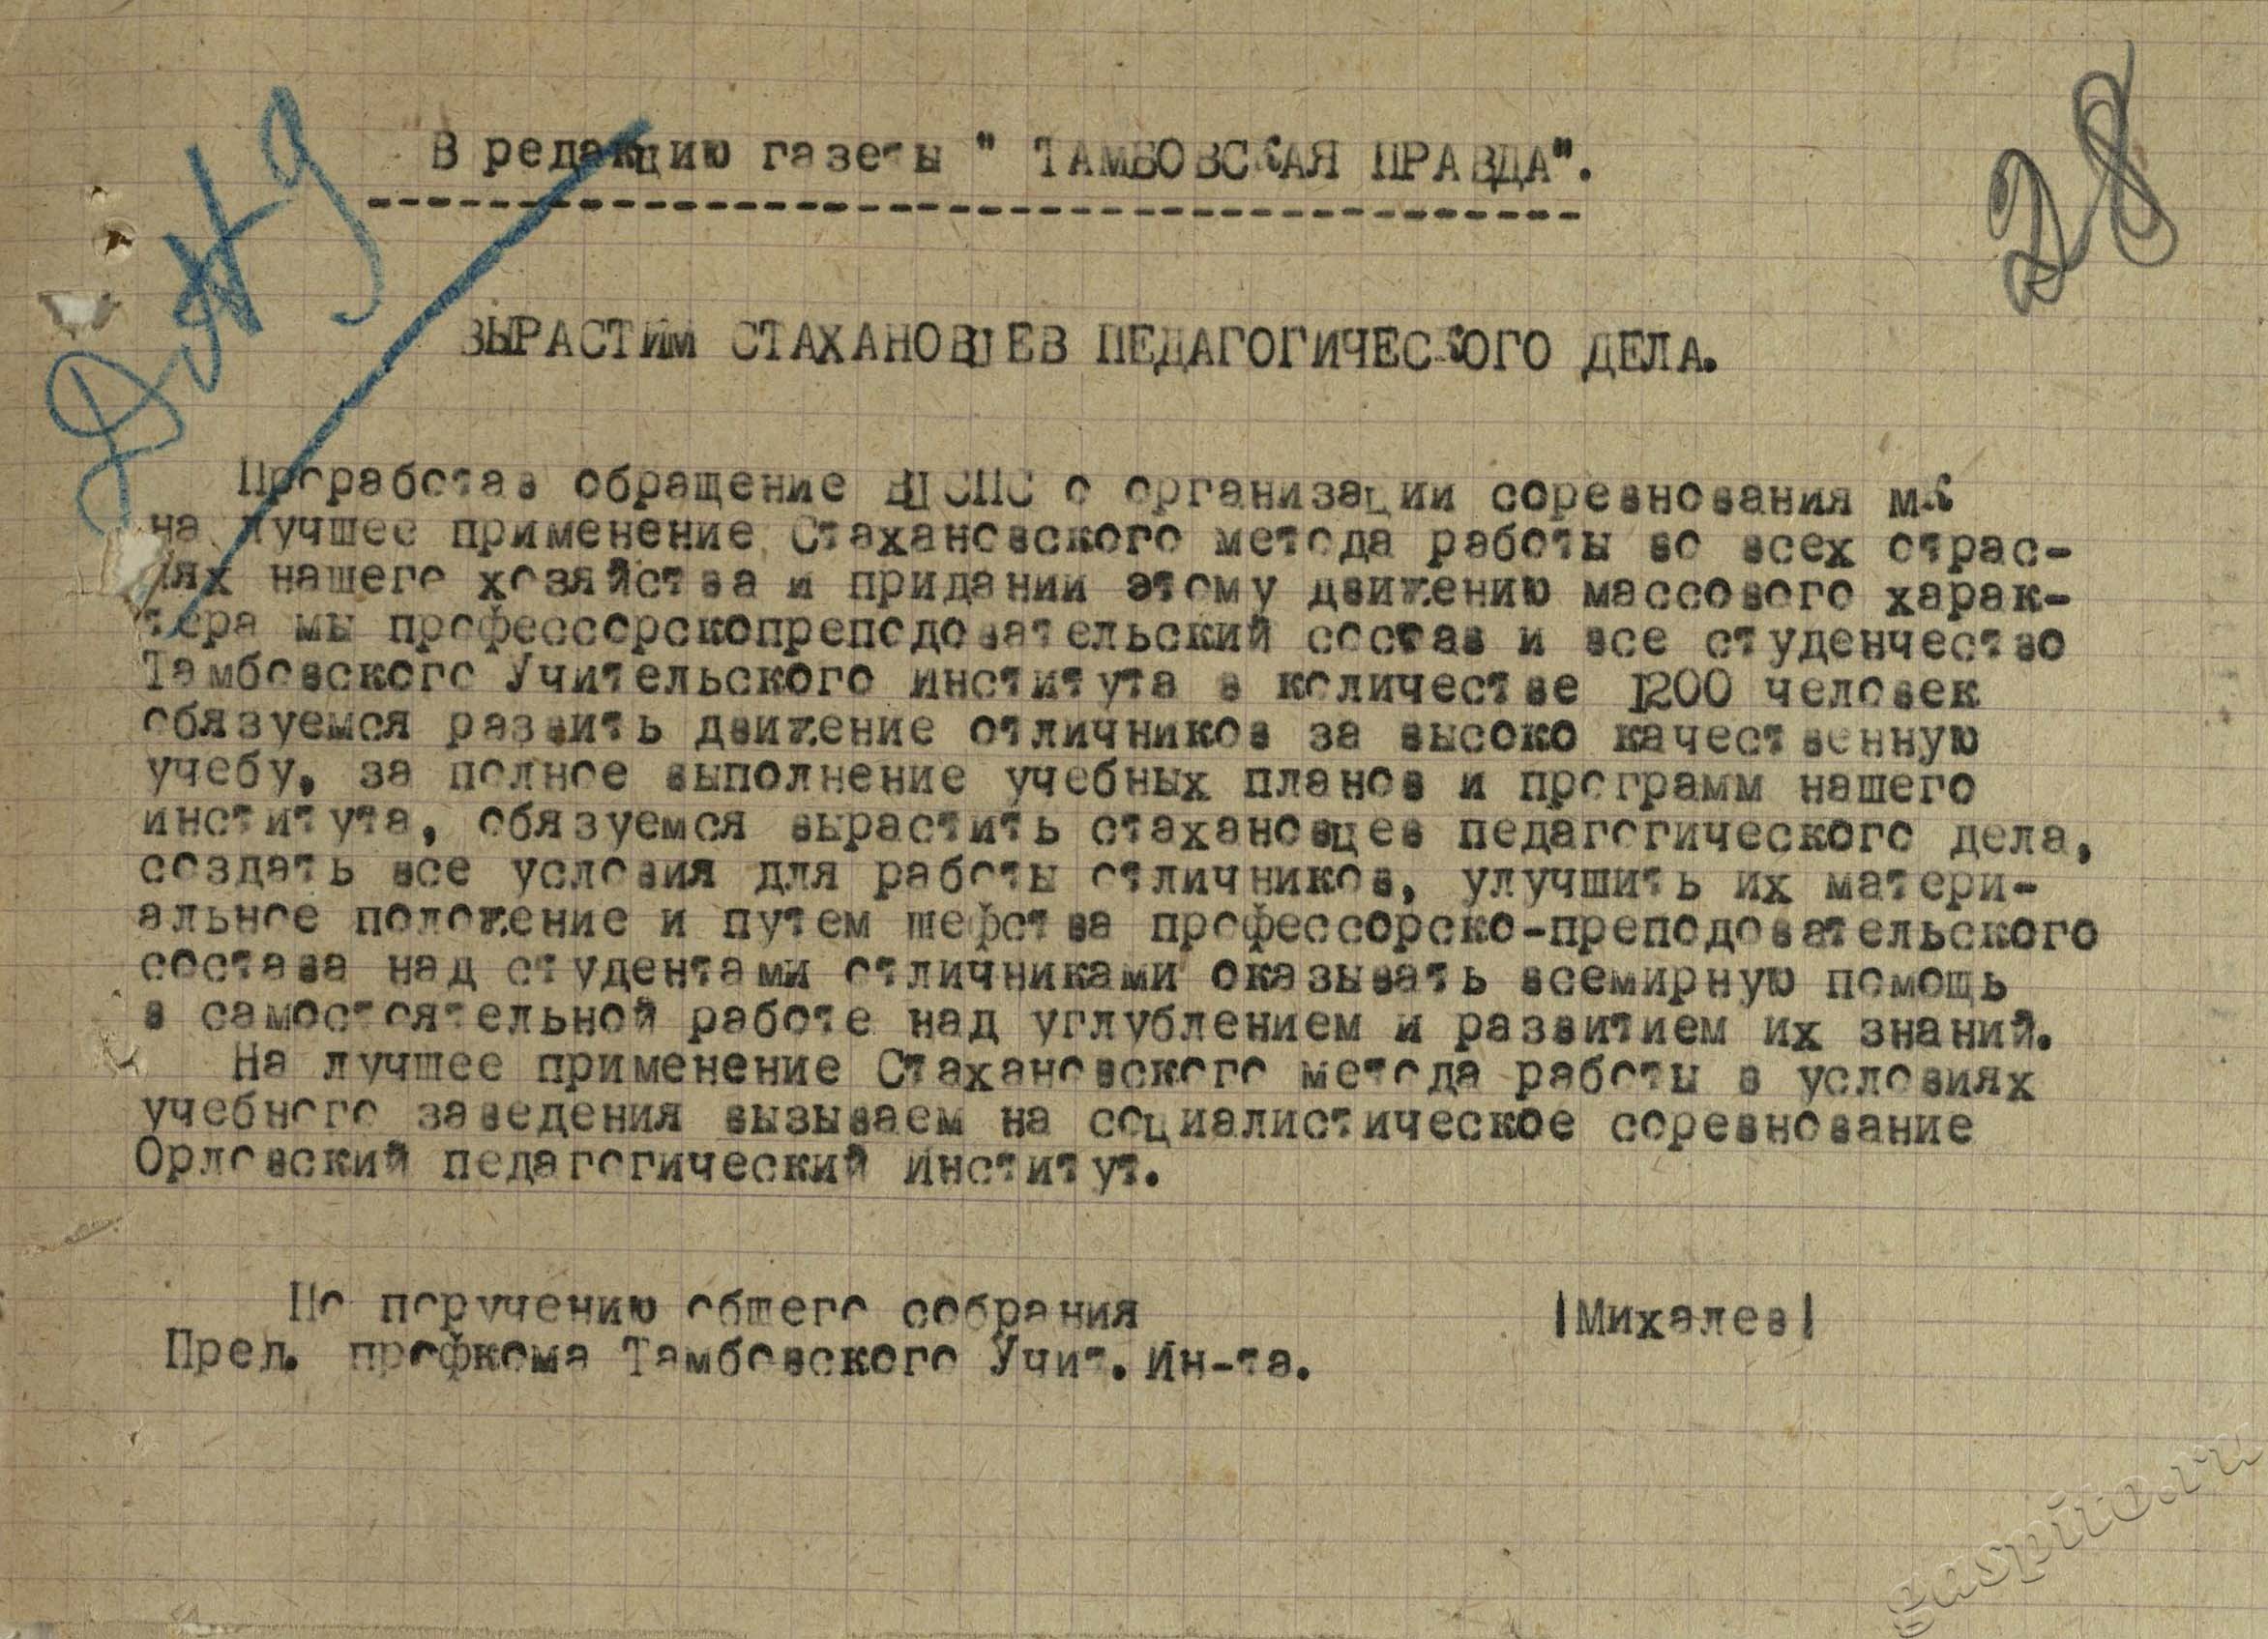 28
В редакцию газеты " ТАМБОВСКАЯ ПРАВДА".
ВЫРАСТИМ СТАХАНОВЦЕВ ПЕДАГОГИЧЕСКОГО ДЕЛА.
Проработав обращение ВЦСПС о организации соревнования МК
на лучшее применение Стахановского метода работы во всех отрас-
лях нашего хозяйства и придании этому движению массового харак-
тера мы профессорскопреподовательский состав и все студенчество
Тамбовского Учительского института в количестве 1200 человек
обязуемся развить движение отличников за высоко качественную
учебу, за полное выполнение учебных планов и программ нашего
института, обязуемся вырастить стахановцев педагогического дела,
создать все условия для работы отличников, улучшить их матери-
альное положение и путем шефства профессорско-преподовательского
состава над студентами отличниками оказывать всемирную помощь
в самостоятельной работе над углублением и развитием их знаний.
На лучшее применение Стахановского метода работы в условиях
учебного заведения вызываем на социалистическое соревнование
Орловский педагогический институт.
По поручению общего собрания |Михалев|
Пред. профкома Тамбовского Учит. Ин-та.
gaspito.ru